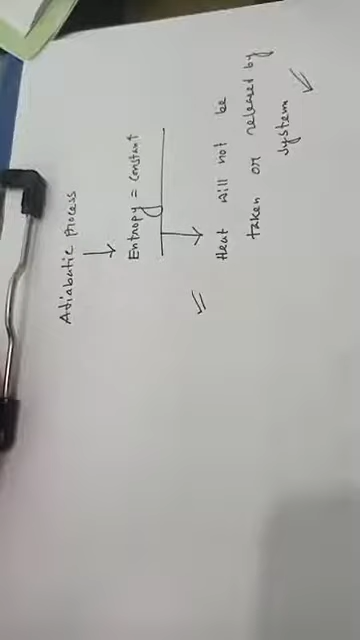 Adiabatic Process
Entropy = constant
Heat will not be
taken or released by
system